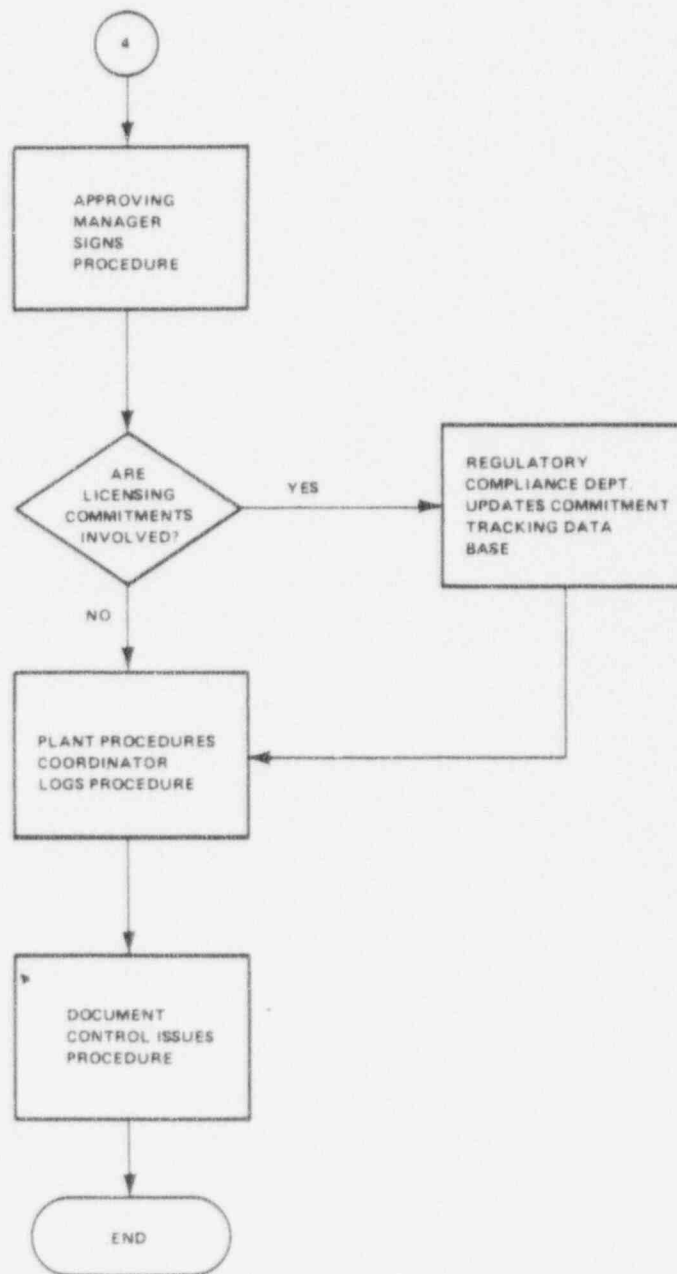 4
APPROVING
MANAGER
SIGNS
PROCEDURE
ARE
LICENSING
COMMITMENTS
INVOLVED?
YES
REGULATORY
COMPLIANCE DEPT.
UPDATES COMMITMENT
TRACKING DATA
BASE
NO
PLANT PROCEDURES
COORDINATOR
LOGS PROCEDURE
DOCUMENT
CONTROL ISSUES
PROCEDURE
END